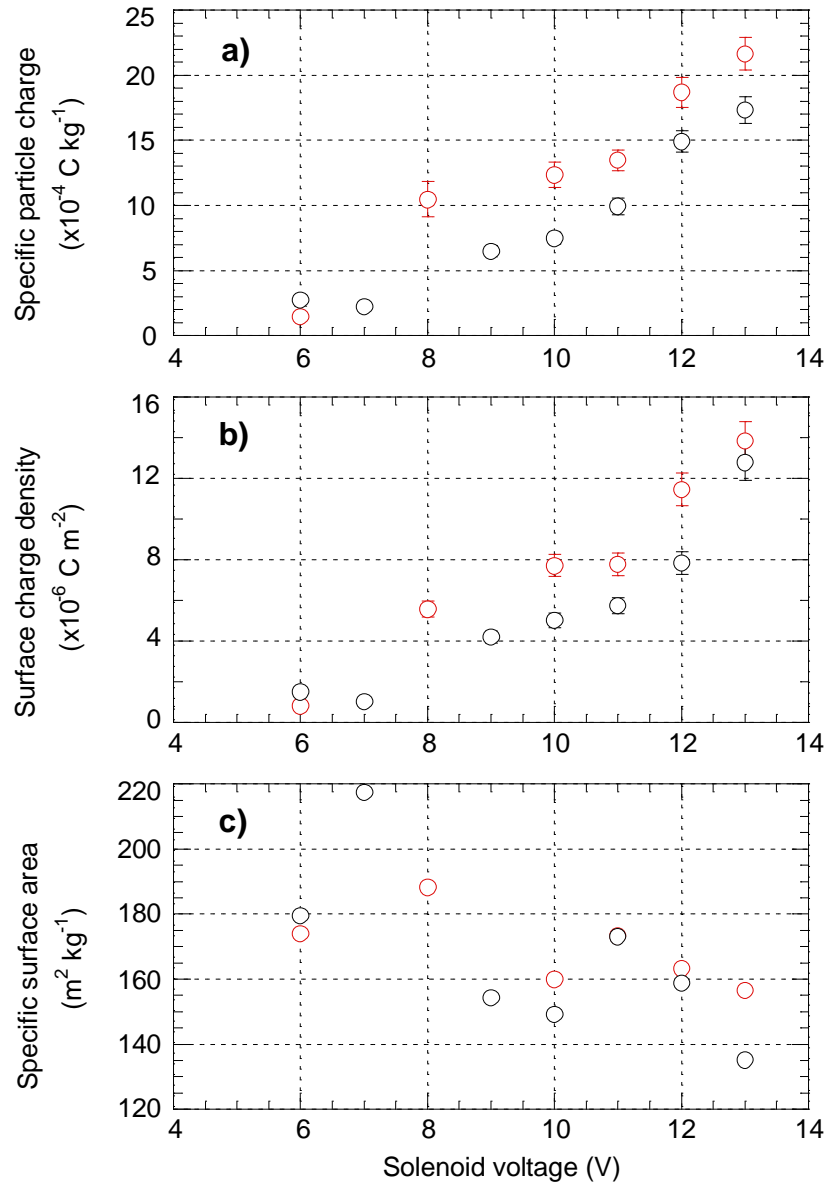 a)
Specific particle charge
(x10⁻⁴ C kg⁻¹)
25
20
15
10
5
0
4 6 8 10 12 14
b)
Surface charge density
(x10⁻⁶ C m⁻²)
16
12
8
4
0
4 6 8 10 12 14
c)
Specific surface area
(m² kg⁻¹)
220
200
180
160
140
120
4 6 8 10 12 14
Solenoid voltage (V)